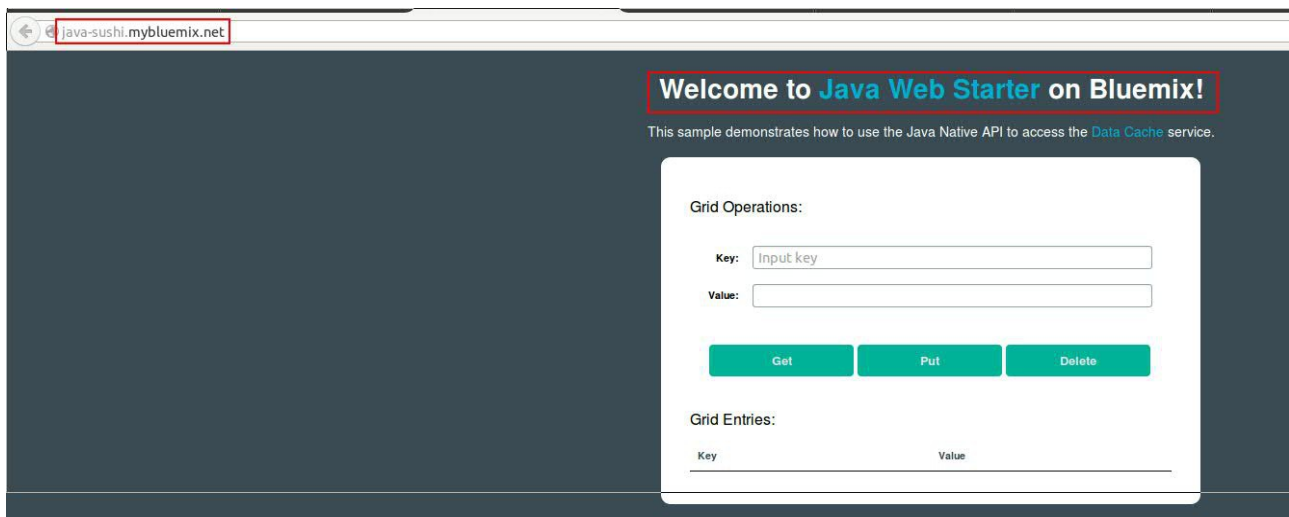 java-sushi.mybluemix.net
Welcome to Java Web Starter on Bluemix!
This sample demonstrates how to use the Java Native API to access the Data Cache service.
Grid Operations:
Key: Input key
Value:
Get Put Delete
Grid Entries:
Key Value